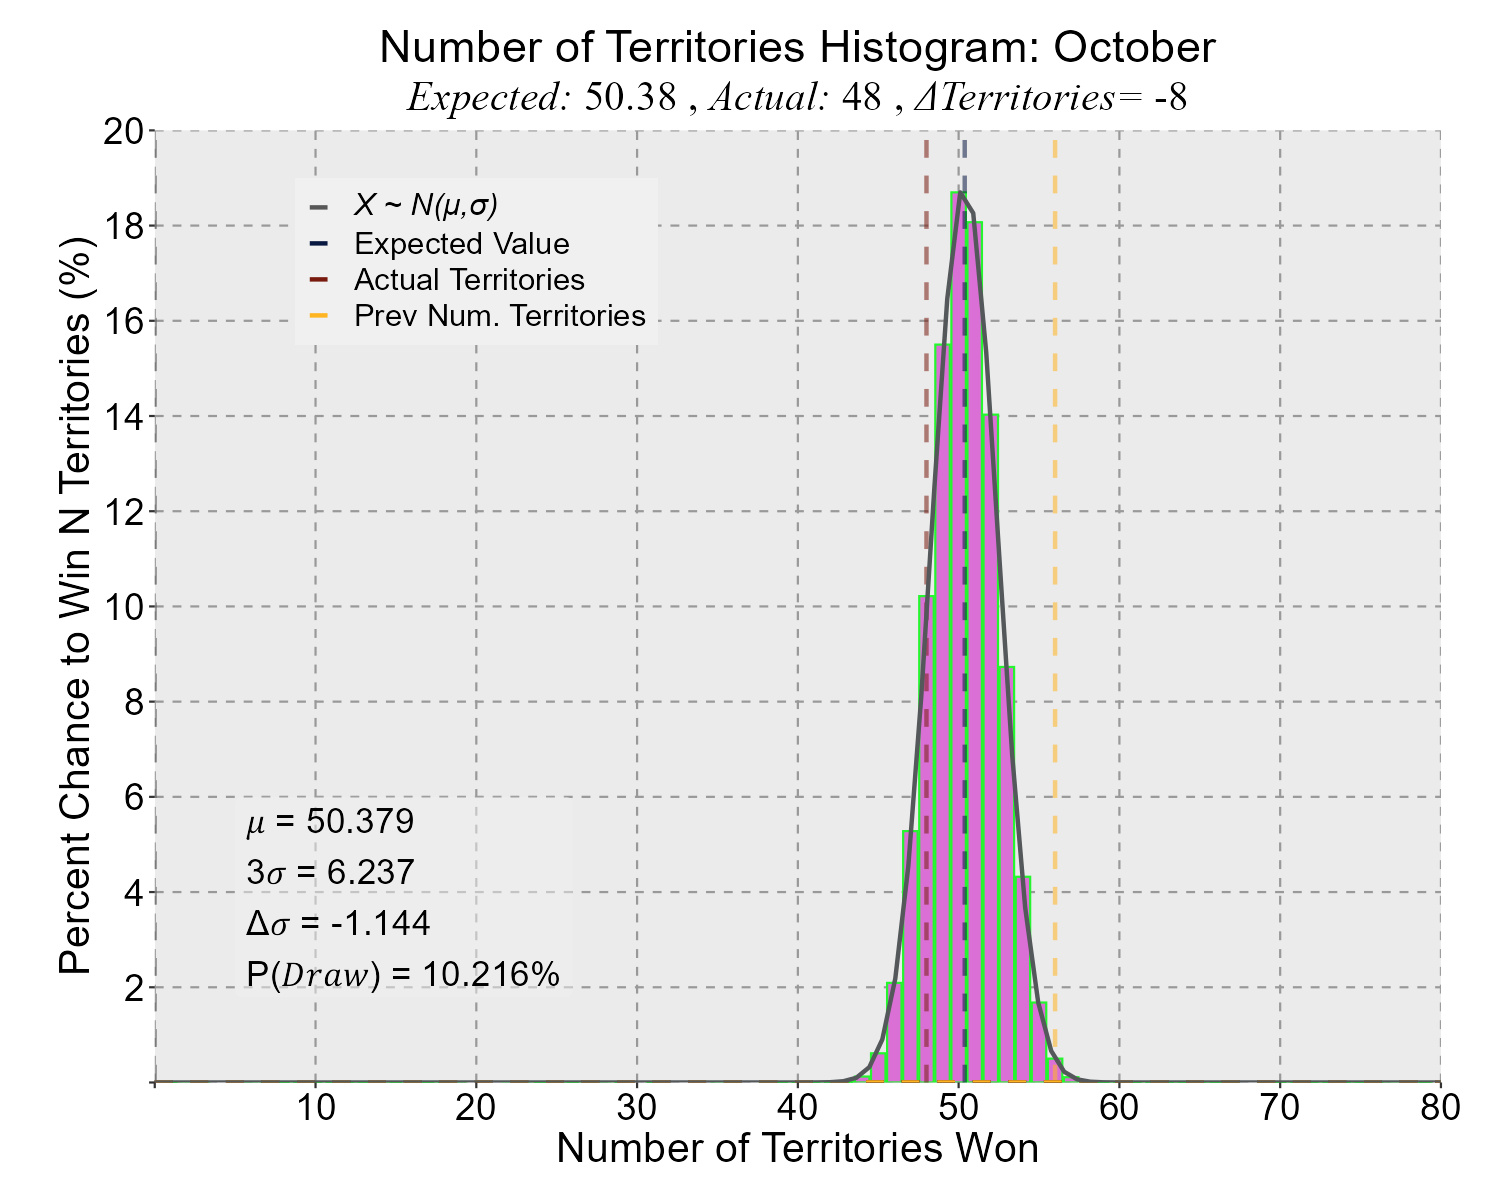 Number of Territories Histogram: October
Expected: 50.38 , Actual: 48 , ΔTerritories= -8
Percent Chance to Win N Territories (%)
20
18
16
14
12
10
8
6
4
2
X ~ N(μ,σ)
Expected Value
Actual Territories
Prev Num. Territories
μ = 50.379
3σ = 6.237
Δσ = -1.144
P(Draw) = 10.216%
10 20 30 40 50 60 70 80
Number of Territories Won